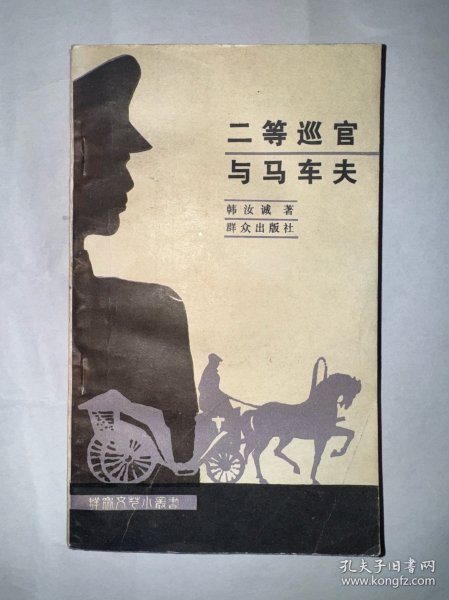 二等巡官
与马车夫
韩汝诚 著
群众出版社
群众文艺小丛书
孔夫子旧书网
www.kongfz.com